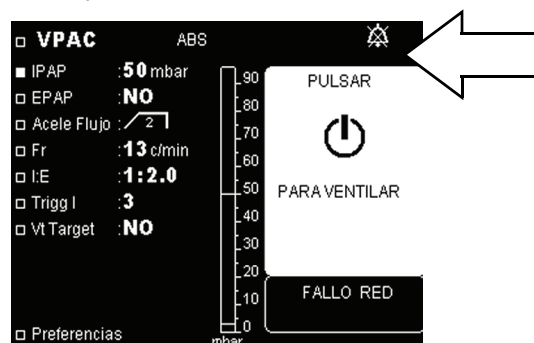 VPAC ABS
IPAP :50 mbar
EPAP :NO
Acele Flujo : 2
Fr :13 c/min
I:E :1:2.0
Trigg I :3
Vt Target :NO
Preferencias
90
80
70
60
50
40
30
20
10
0
mbar
PULSAR
PARA VENTILAR
FALLO RED